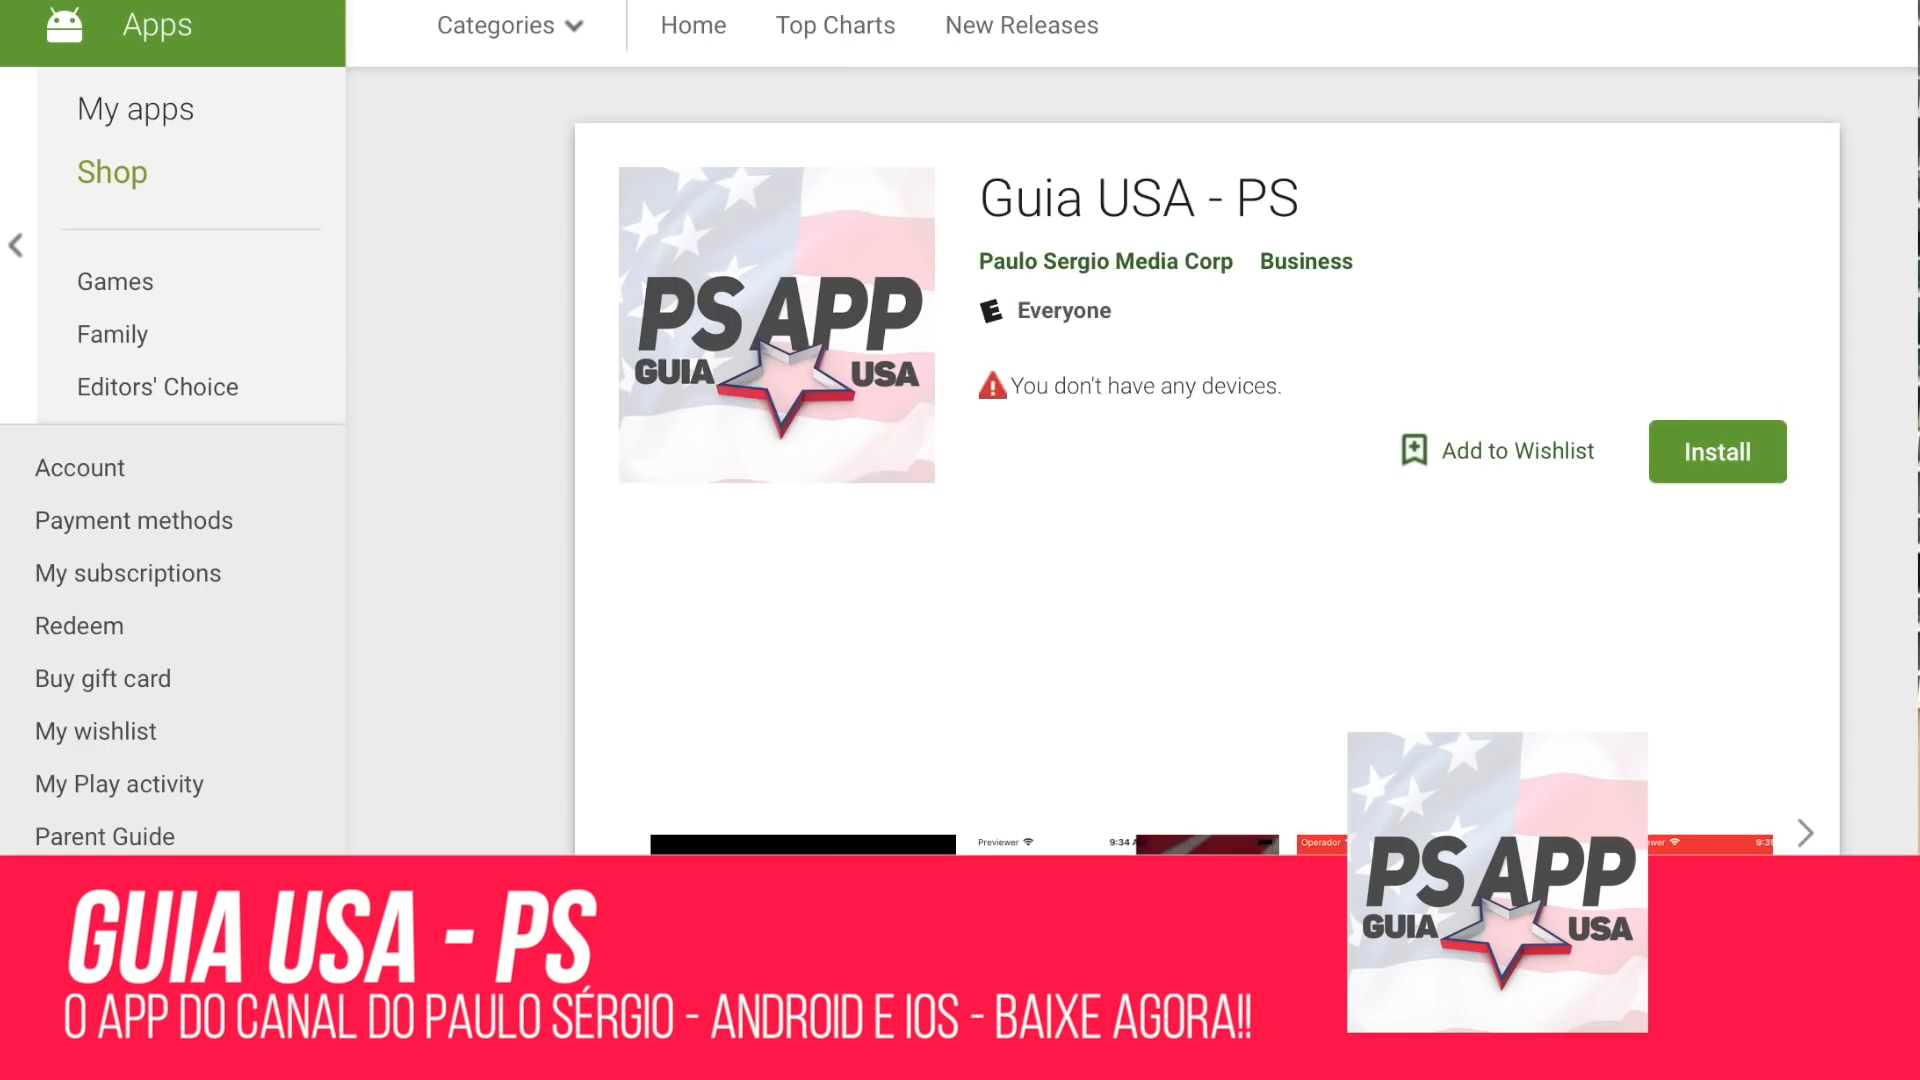 Apps
Categories
Home
Top Charts
New Releases
My apps
Shop
Games
Family
Editors' Choice
Account
Payment methods
My subscriptions
Redeem
Buy gift card
My wishlist
My Play activity
Parent Guide
PS APP
GUIA USA
Guia USA - PS
Paulo Sergio Media Corp Business
E Everyone
You don't have any devices.
Add to Wishlist
Install
Previewer 9:34
Operador
PS APP
GUIA USA
GUIA USA - PS
O APP DO CANAL DO PAULO SÉRGIO - ANDROID E IOS - BAIXE AGORA!!